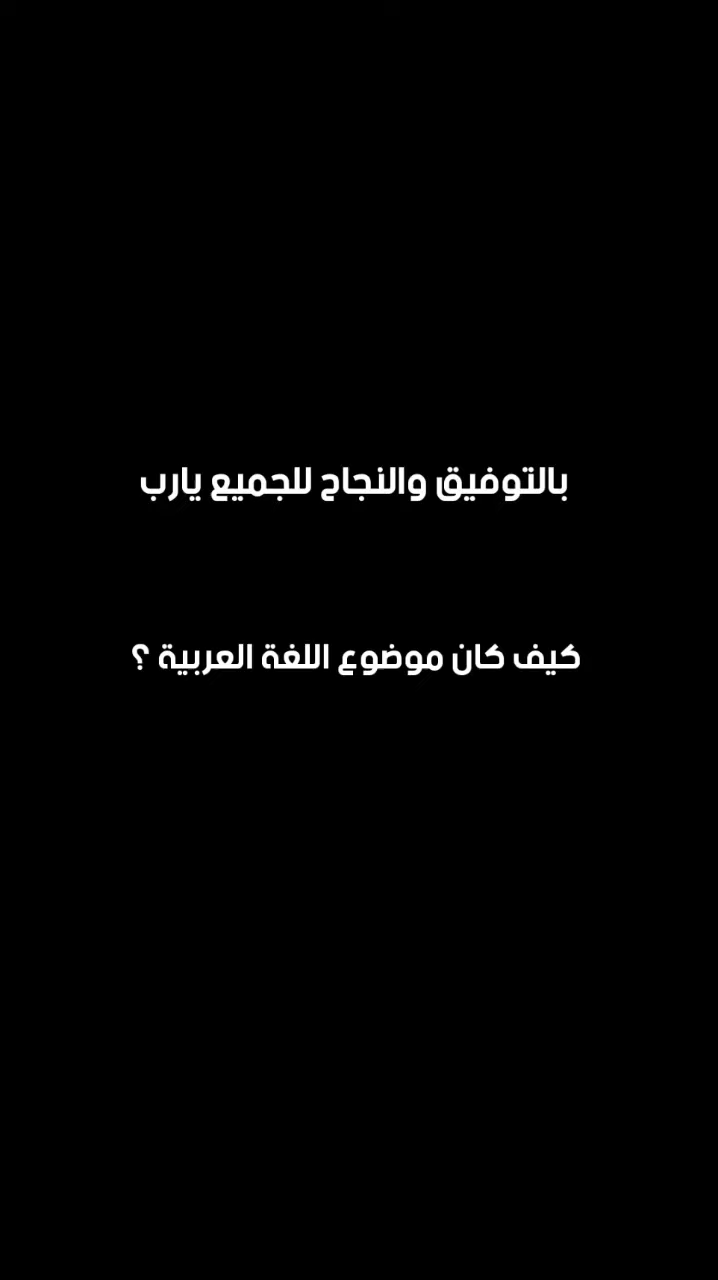 بالتوفيق والنجاح للجميع يارب
كيف كان موضوع اللغة العربية ؟